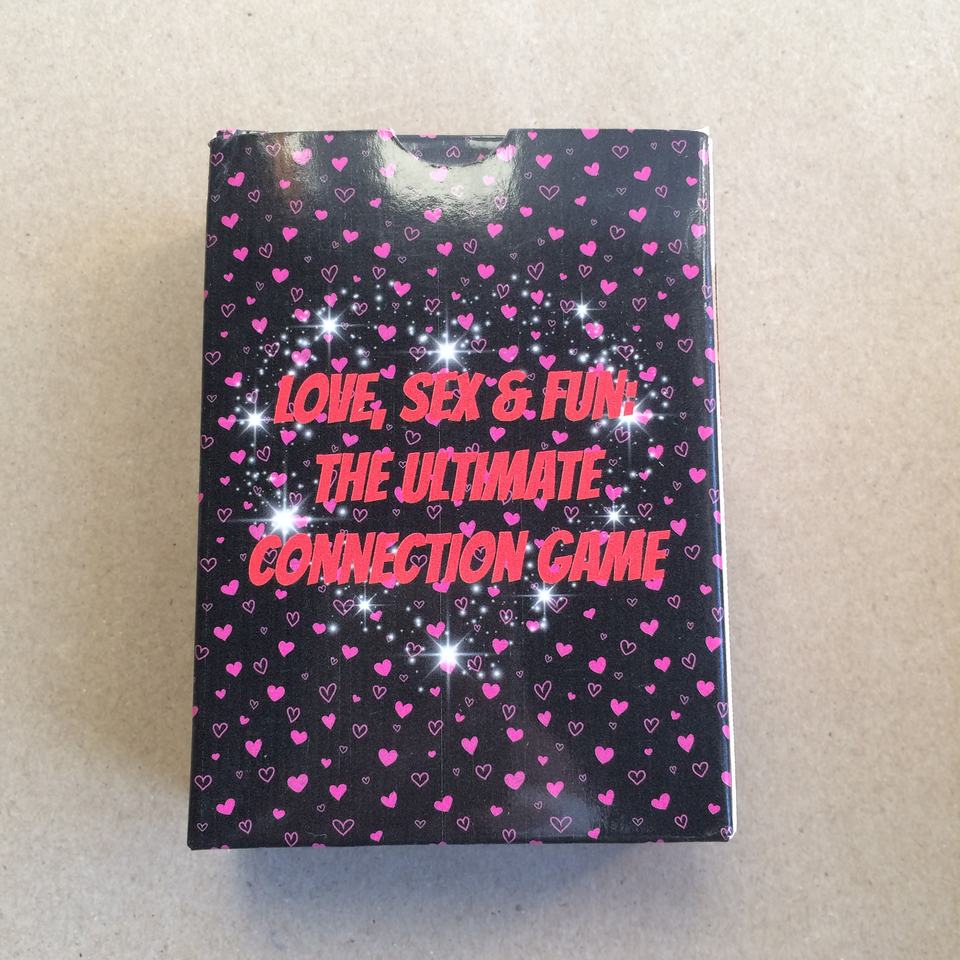 LOVE, SEX & FUN:
THE ULTIMATE
CONNECTION GAME